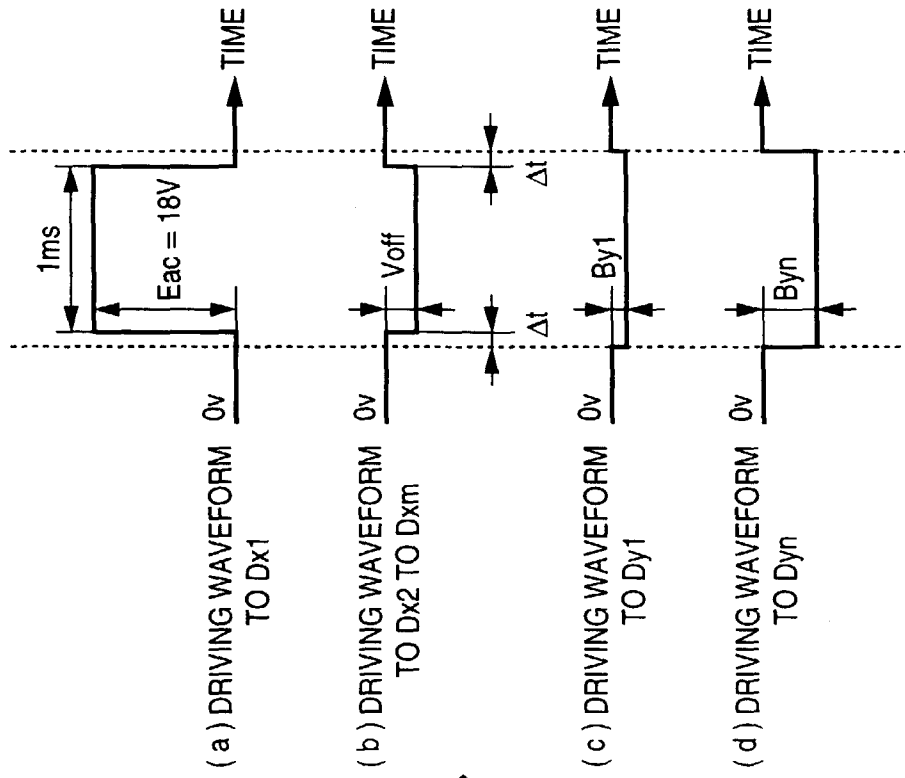 1ms
Eac = 18V
0v
TIME
( a ) DRIVING WAVEFORM
TO Dx1
Voff
0v
TIME
( b ) DRIVING WAVEFORM
TO Dx2 TO Dxm
Δt
Δt
By1
0v
TIME
( c ) DRIVING WAVEFORM
TO Dy1
Byn
0v
TIME
( d ) DRIVING WAVEFORM
TO Dyn